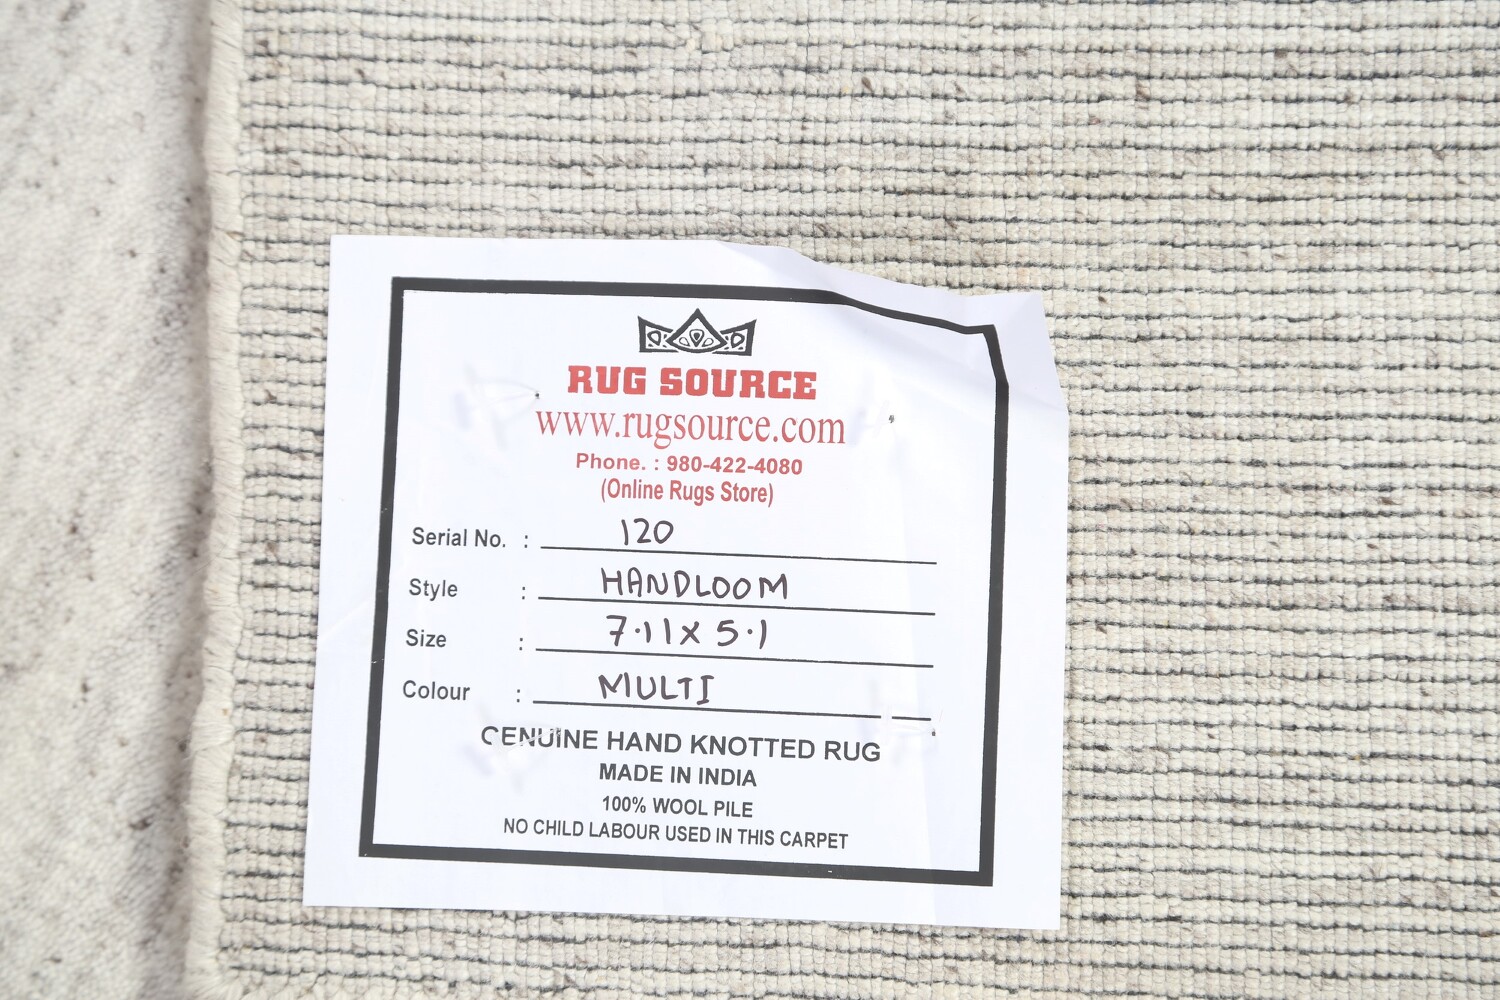 RUG SOURCE
www.rugsource.com
Phone. : 980-422-4080
(Online Rugs Store)
Serial No. : 120
Style : HANDLOOM
Size : 7.11 x 5.1
Colour : MULTI
GENUINE HAND KNOTTED RUG
MADE IN INDIA
100% WOOL PILE
NO CHILD LABOUR USED IN THIS CARPET